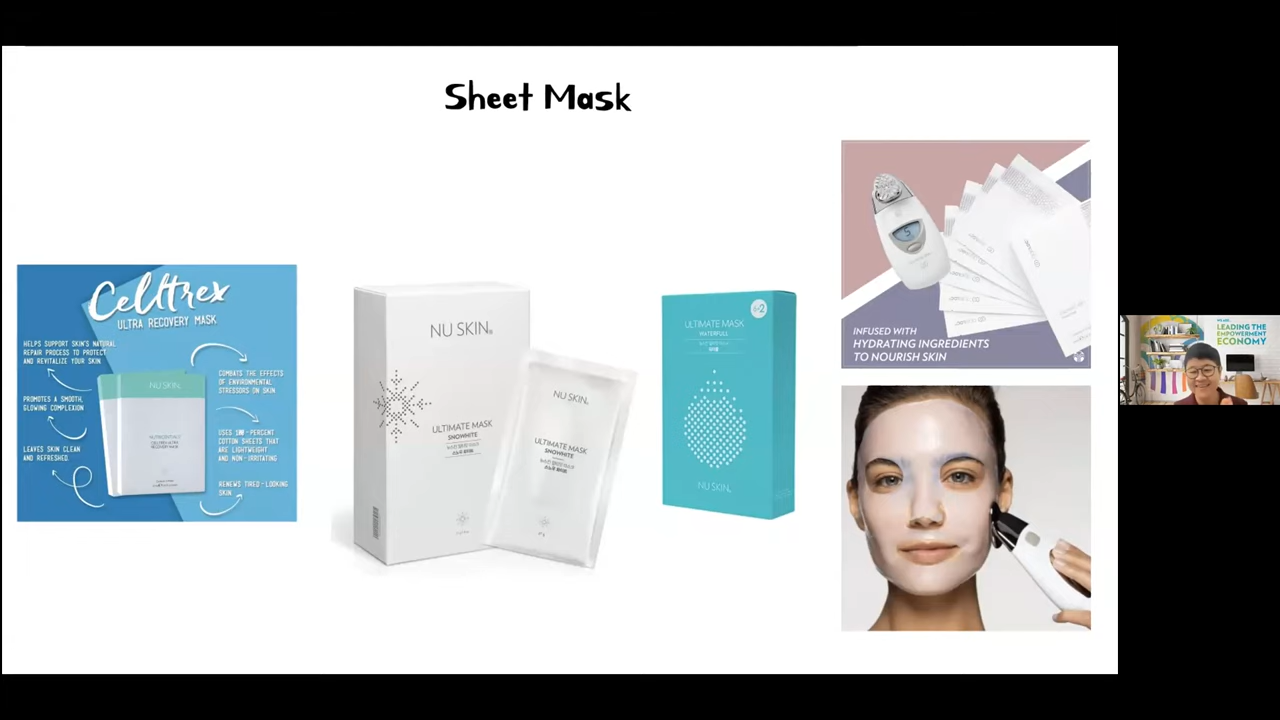 Sheet Mask
Celltrex
ULTRA RECOVERY MASK
HELPS SUPPORT SKIN'S NATURAL
REPAIR PROCESS TO PROTECT
AND REVITALIZE YOUR SKIN
PROMOTES A SMOOTH,
GLOWING COMPLEXION
LEAVES SKIN CLEAN
AND REFRESHED.
NU SKIN
COMBATS THE EFFECTS
OF ENVIRONMENTAL
STRESSORS ON SKIN.
USES 100-PERCENT
COTTON SHEETS THAT
ARE LIGHTWEIGHT
AND NON-IRRITATING
RENEWS TIRED-LOOKING
SKIN.
NU SKIN®
ULTIMATE MASK
SNOWHITE
NU SKIN®
ULTIMATE MASK
SNOWHITE
ULTIMATE MASK
WATERFULL
NU SKIN
INFUSED WITH
HYDRATING INGREDIENTS
TO NOURISH SKIN
LEADING THE
EMPOWERMENT
ECONOMY